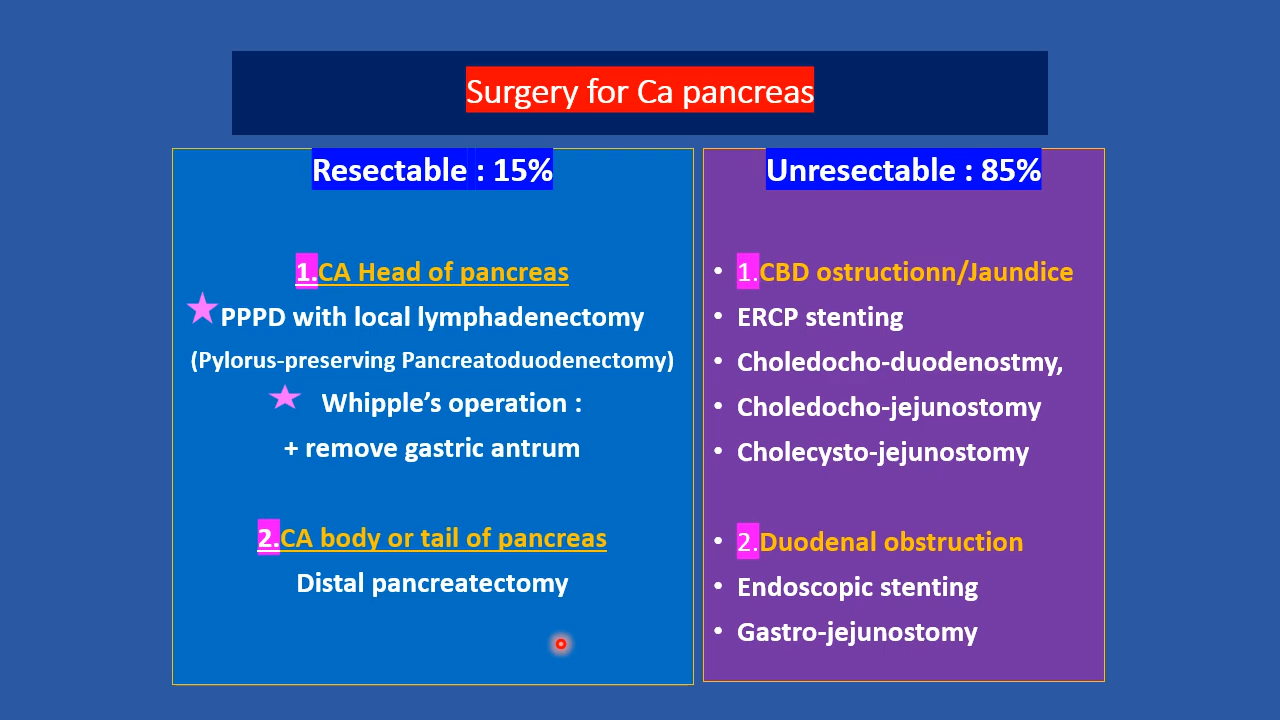 Surgery for Ca pancreas
Resectable : 15%
1.CA Head of pancreas
PPPD with local lymphadenectomy
(Pylorus-preserving Pancreatoduodenectomy)
Whipple’s operation :
+ remove gastric antrum
2.CA body or tail of pancreas
Distal pancreatectomy
Unresectable : 85%
• 1.CBD ostructionn/Jaundice
• ERCP stenting
• Choledocho-duodenostmy,
• Choledocho-jejunostomy
• Cholecysto-jejunostomy
• 2.Duodenal obstruction
• Endoscopic stenting
• Gastro-jejunostomy